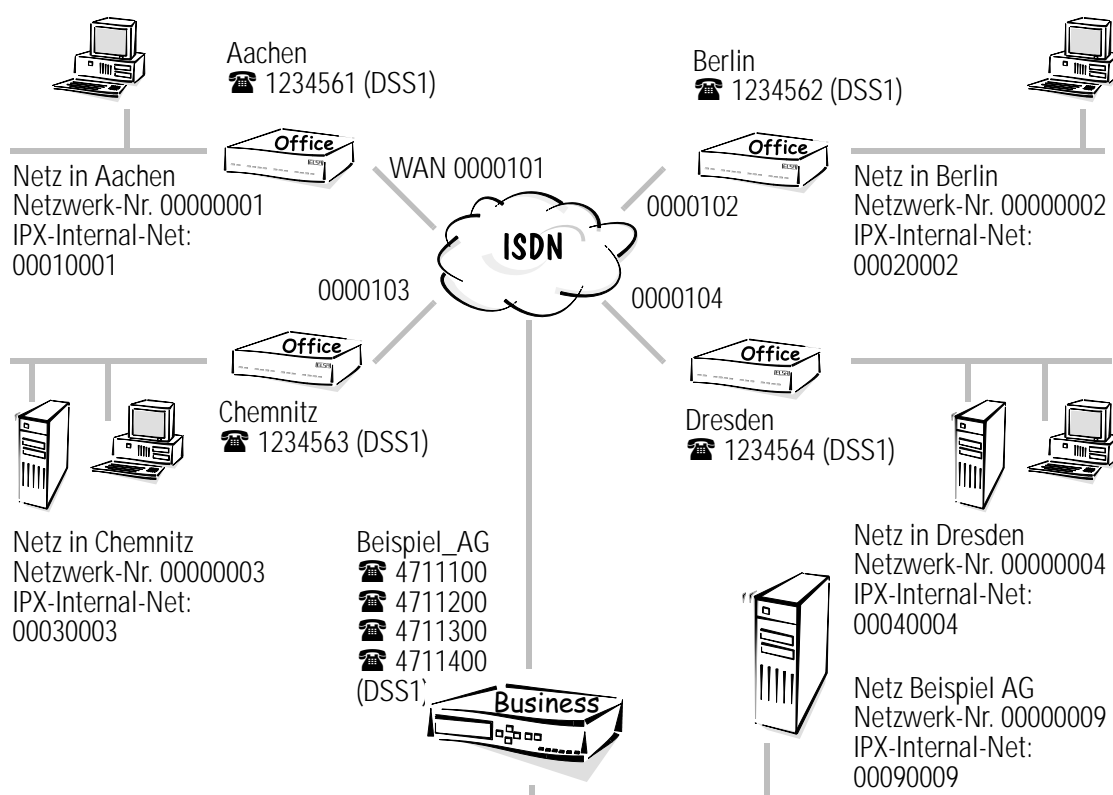 Aachen
☎ 1234561 (DSS1)
Berlin
☎ 1234562 (DSS1)
Office
ELSA
Office
ELSA
Netz in Aachen
Netzwerk-Nr. 00000001
IPX-Internal-Net:
00010001
WAN 0000101
0000102
Netz in Berlin
Netzwerk-Nr. 00000002
IPX-Internal-Net:
00020002
ISDN
0000103
0000104
Office
ELSA
Office
ELSA
Chemnitz
☎ 1234563 (DSS1)
Dresden
☎ 1234564 (DSS1)
Netz in Chemnitz
Netzwerk-Nr. 00000003
IPX-Internal-Net:
00030003
Beispiel_AG
☎ 4711100
☎ 4711200
☎ 4711300
☎ 4711400
(DSS1)
Netz in Dresden
Netzwerk-Nr. 00000004
IPX-Internal-Net:
00040004
Business
Netz Beispiel AG
Netzwerk-Nr. 00000009
IPX-Internal-Net:
00090009